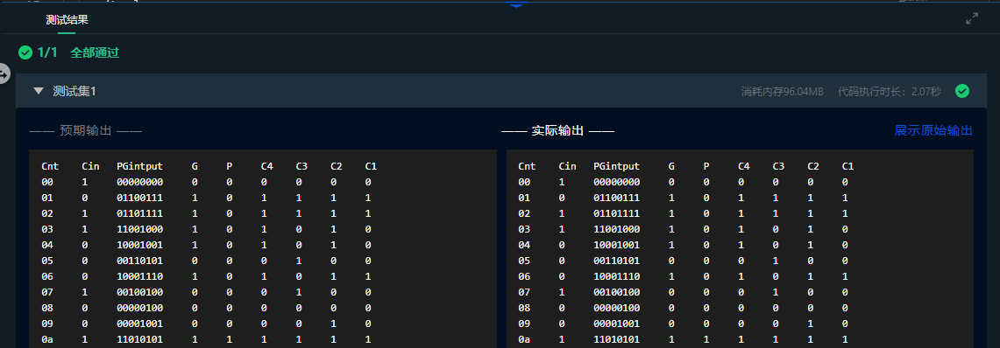 测试结果
1/1 全部通过
测试集1 消耗内存96.04MB 代码执行时长：2.07秒
—— 预期输出 —— —— 实际输出 —— 展示原始输出
Cnt Cin PGintput G P C4 C3 C2 C1 Cnt Cin PGintput G P C4 C3 C2 C1
00 1 00000000 0 0 0 0 0 0 00 1 00000000 0 0 0 0 0 0
01 0 01100111 1 0 1 1 1 1 01 0 01100111 1 0 1 1 1 1
02 1 01101111 1 0 1 1 1 1 02 1 01101111 1 0 1 1 1 1
03 1 11001000 1 0 1 0 1 0 03 1 11001000 1 0 1 0 1 0
04 0 10001001 1 0 1 0 1 0 04 0 10001001 1 0 1 0 1 0
05 0 00110101 0 0 0 1 0 0 05 0 00110101 0 0 0 1 0 0
06 0 10001110 1 0 1 0 1 1 06 0 10001110 1 0 1 0 1 1
07 1 00100100 0 0 0 1 0 0 07 1 00100100 0 0 0 1 0 0
08 0 00000100 0 0 0 0 0 0 08 0 00000100 0 0 0 0 0 0
09 0 00001001 0 0 0 0 1 0 09 0 00001001 0 0 0 0 1 0
0a 1 11010101 1 1 1 1 1 1 0a 1 11010101 1 1 1 1 1 1